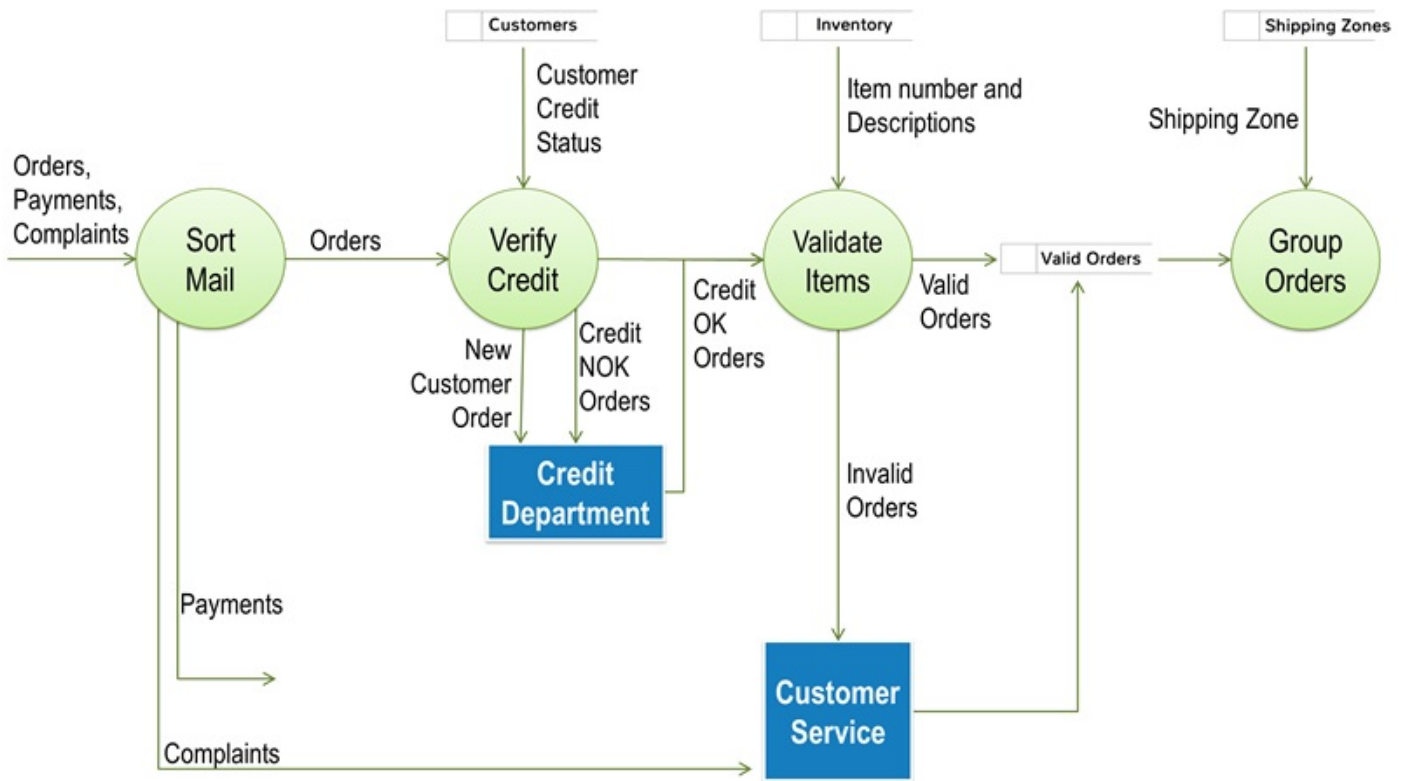 Customers
Inventory
Shipping Zones
Customer
Credit
Status
Item number and
Descriptions
Shipping Zone
Orders,
Payments,
Complaints
Sort
Mail
Orders
Verify
Credit
Validate
Items
Valid Orders
Group
Orders
Valid
Orders
Credit
OK
Orders
New
Customer
Order
Credit
NOK
Orders
Credit
Department
Invalid
Orders
Payments
Customer
Service
Complaints